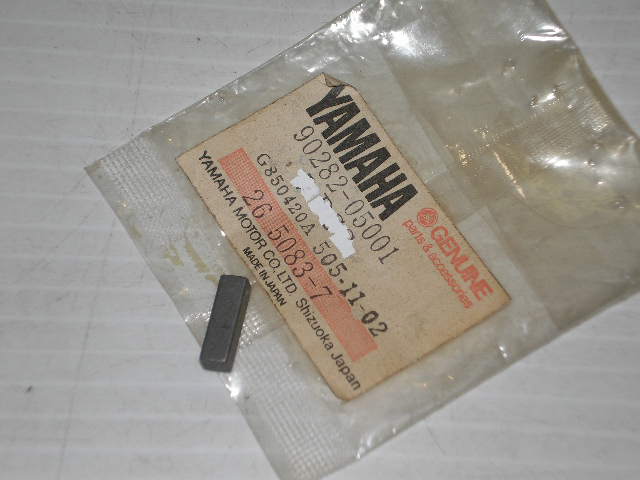 YAMAHA
90282-05001
GENUINE
parts & accessories
G850420A 505-11-02
26 5083-7
YAMAHA MOTOR CO., LTD. Shizuoka Japan
MADE IN JAPAN